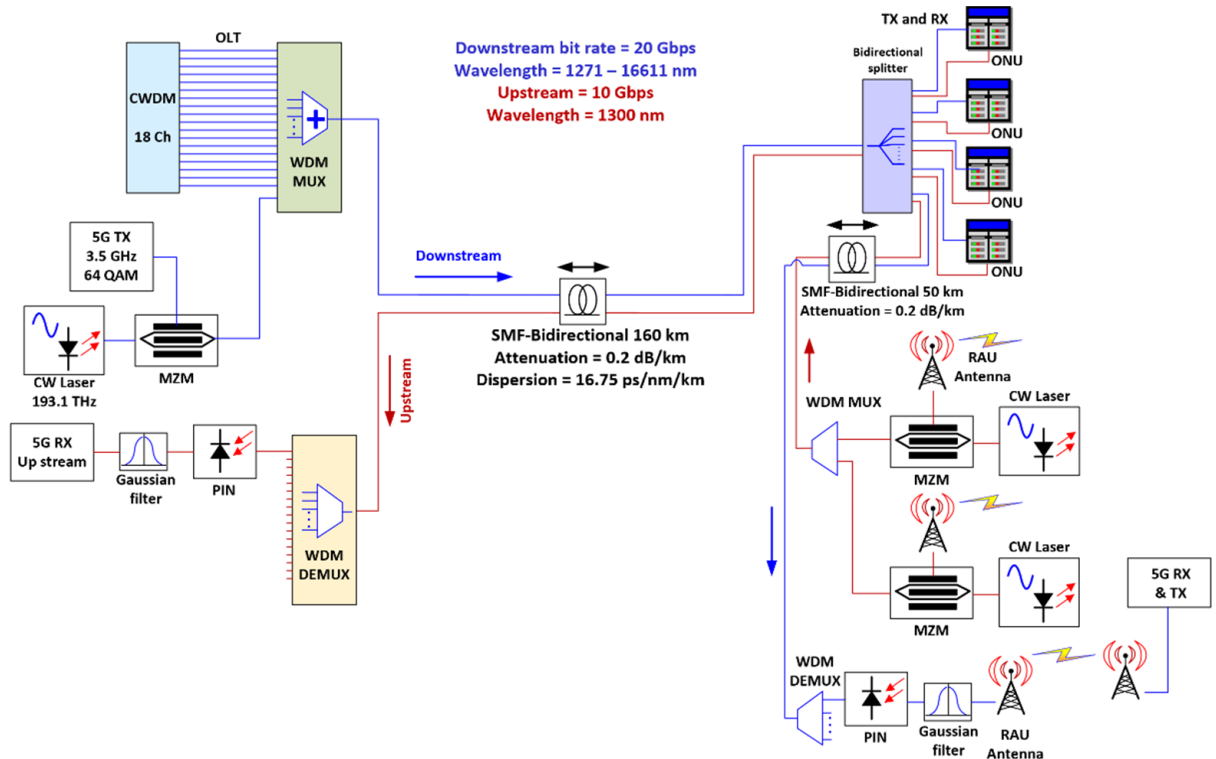 OLT
CWDM
18 Ch
WDM
MUX
Downstream bit rate = 20 Gbps
Wavelength = 1271 – 16611 nm
Upstream = 10 Gbps
Wavelength = 1300 nm
TX and RX
Bidirectional
splitter
ONU
ONU
ONU
ONU
5G TX
3.5 GHz
64 QAM
CW Laser
193.1 THz
MZM
Downstream
SMF-Bidirectional 160 km
Attenuation = 0.2 dB/km
Dispersion = 16.75 ps/nm/km
SMF-Bidirectional 50 km
Attenuation = 0.2 dB/km
Upstream
5G RX
Up stream
Gaussian
filter
PIN
WDM
DEMUX
RAU
Antenna
WDM MUX
CW Laser
MZM
CW Laser
MZM
5G RX
& TX
WDM
DEMUX
PIN
Gaussian
filter
RAU
Antenna